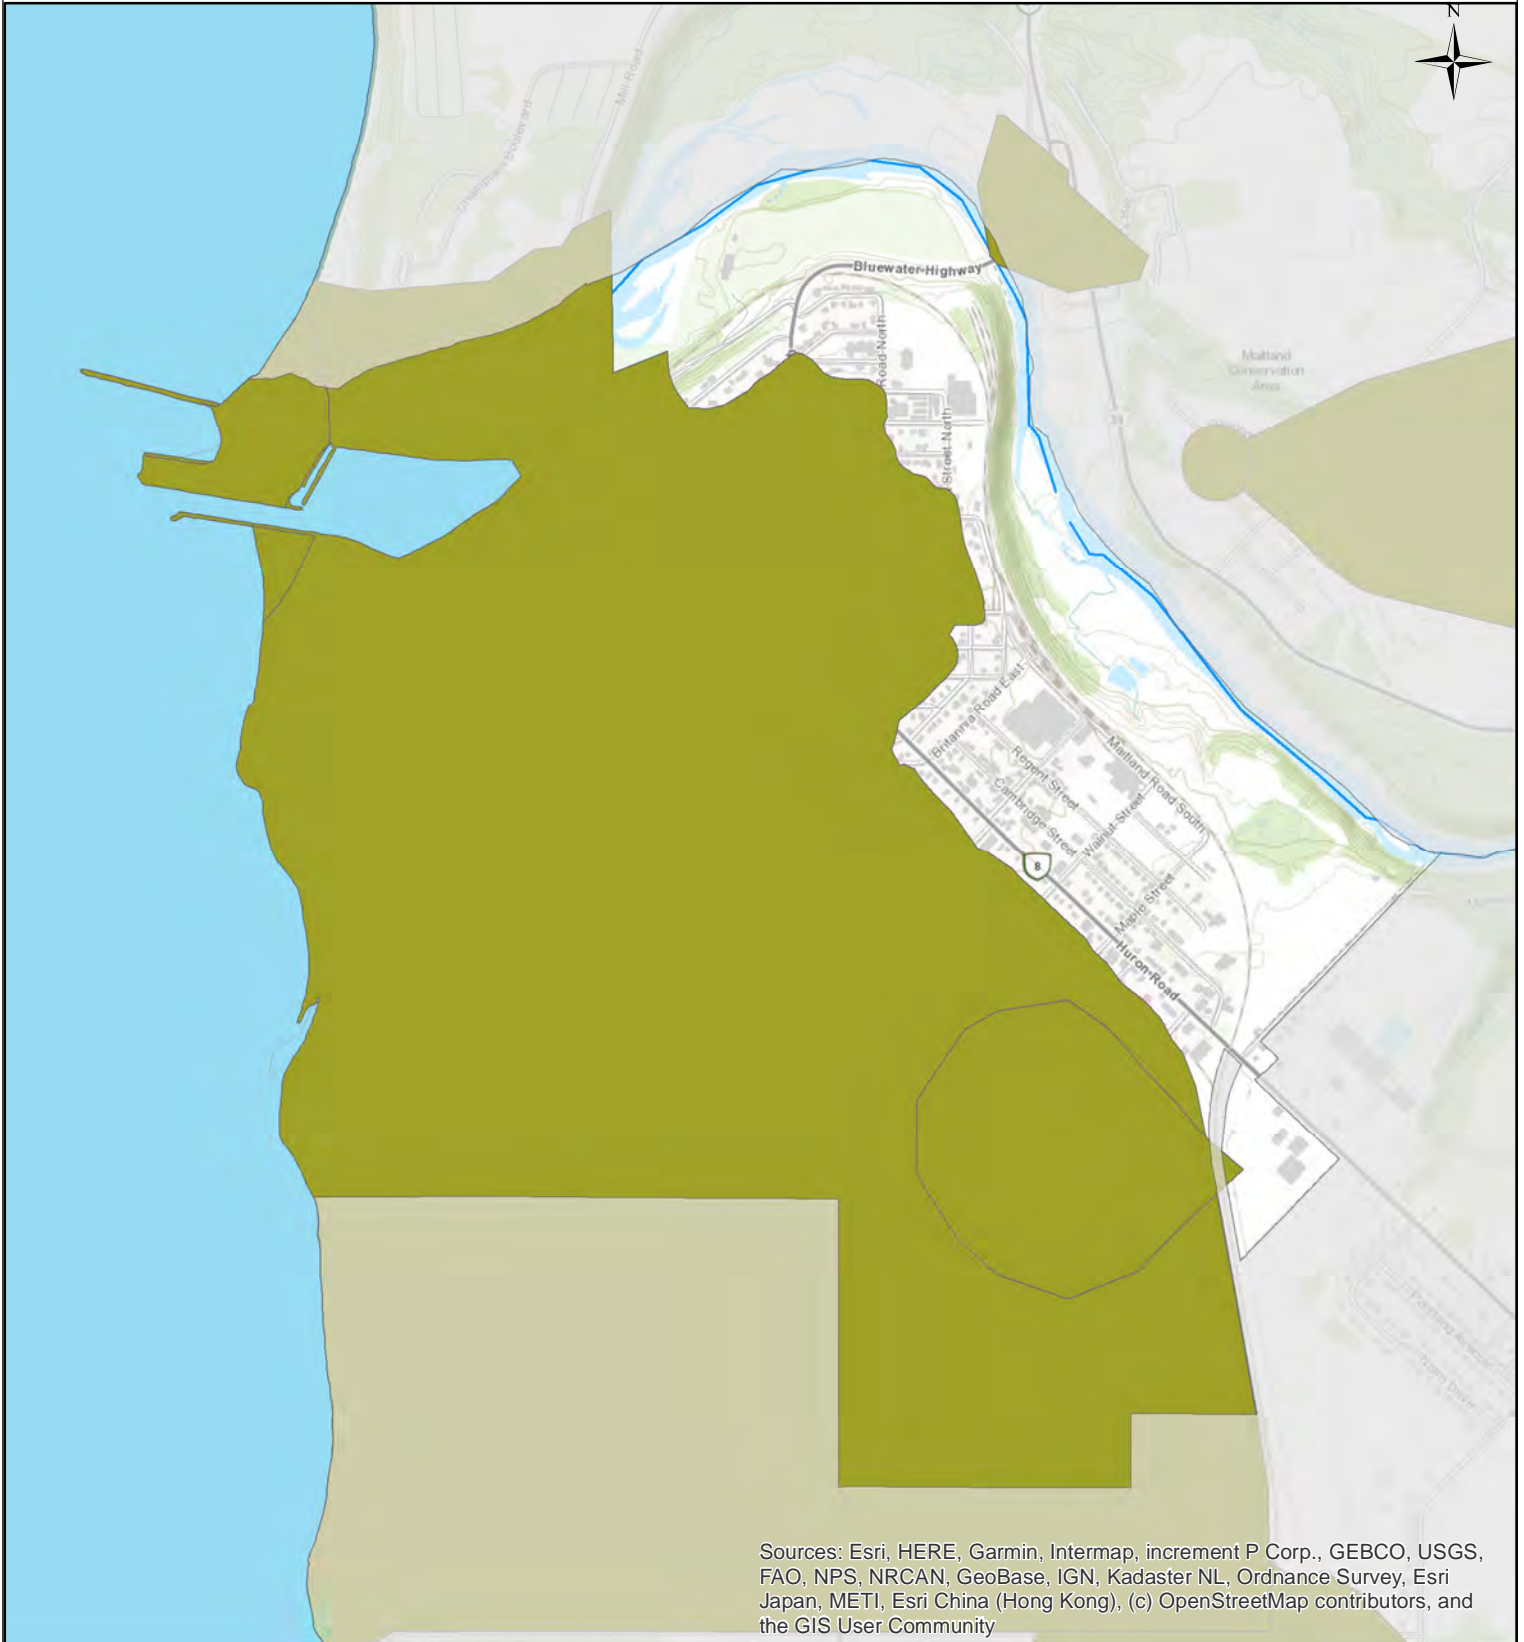 N
Mill Road
Bluewater Highway
Road North
Street North
Maitland
Conservation
Area
31
Britannia Road East
Regent Street
Cambridge Street
Walnut Street
Maitland Road South
Maple Street
8
Huron Road
Sources: Esri, HERE, Garmin, Intermap, increment P Corp., GEBCO, USGS,
FAO, NPS, NRCAN, GeoBase, IGN, Kadaster NL, Ordnance Survey, Esri
Japan, METI, Esri China (Hong Kong), (c) OpenStreetMap contributors, and
the GIS User Community